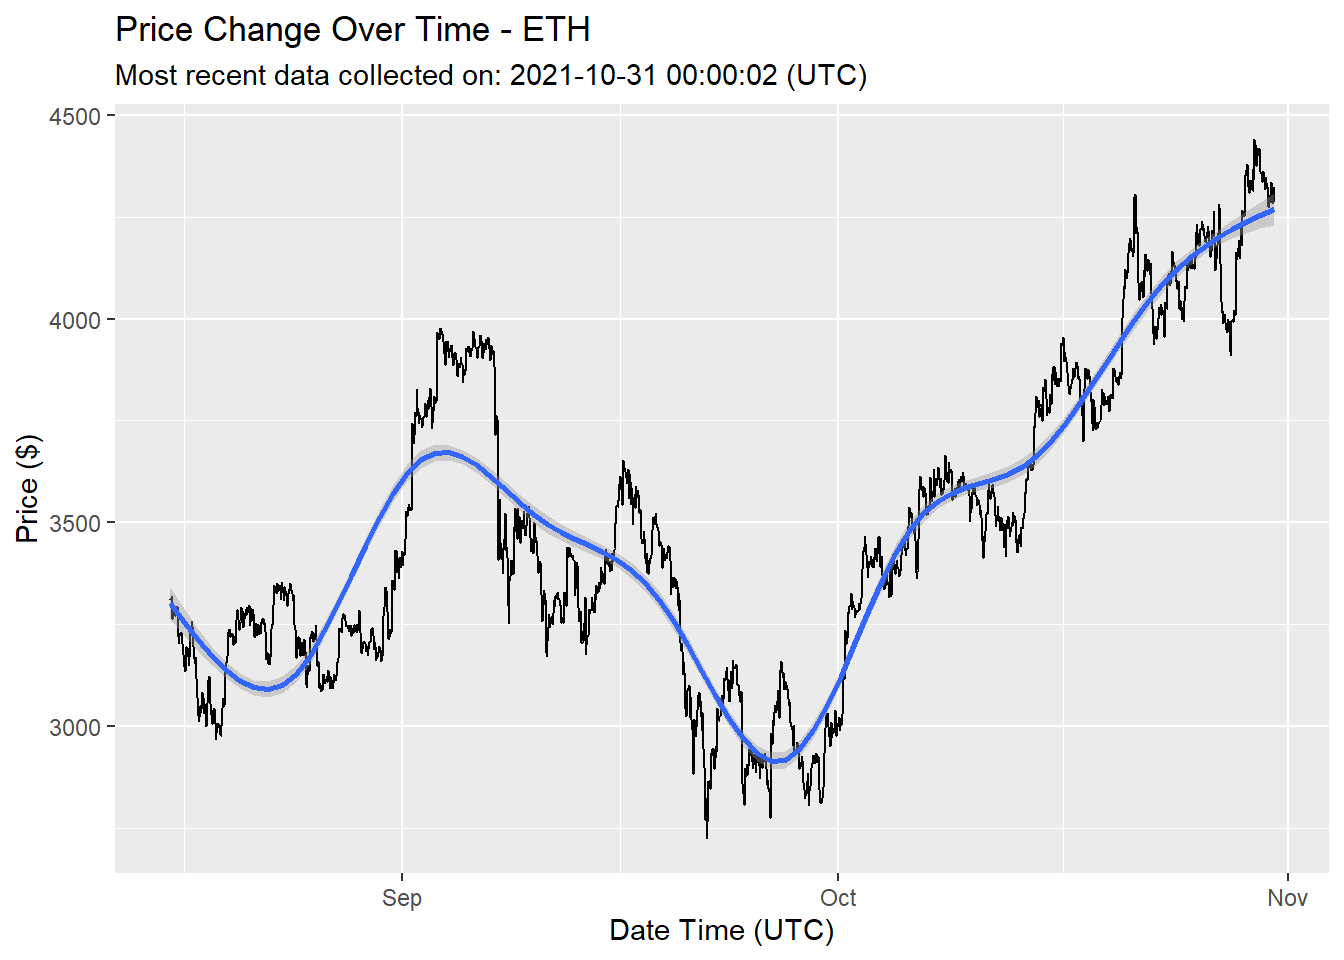 Price Change Over Time - ETH
Most recent data collected on: 2021-10-31 00:00:02 (UTC)
4500
4000
3500
3000
Price ($)
Sep
Oct
Nov
Date Time (UTC)